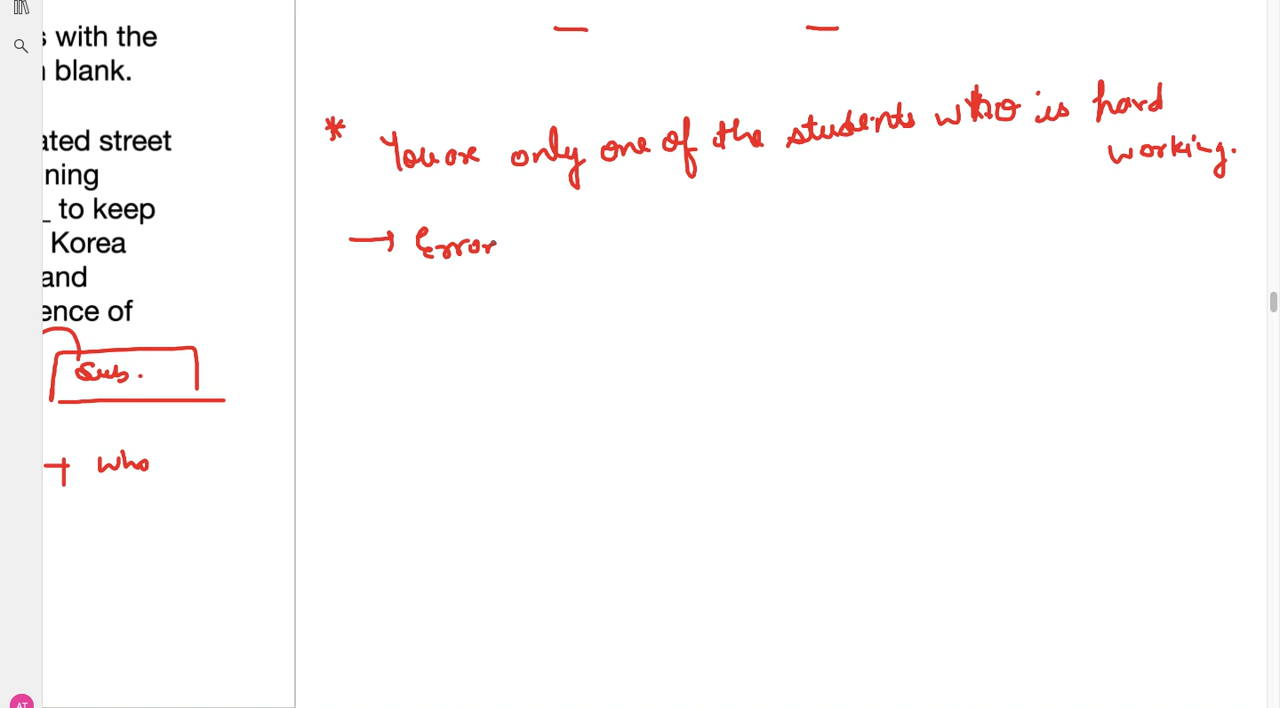 with the
blank.
ated street
ning
_ to keep
Korea
and
ence of
Sub.
+ who
* You are only one of the students who is hard
working.
→ Error
AT